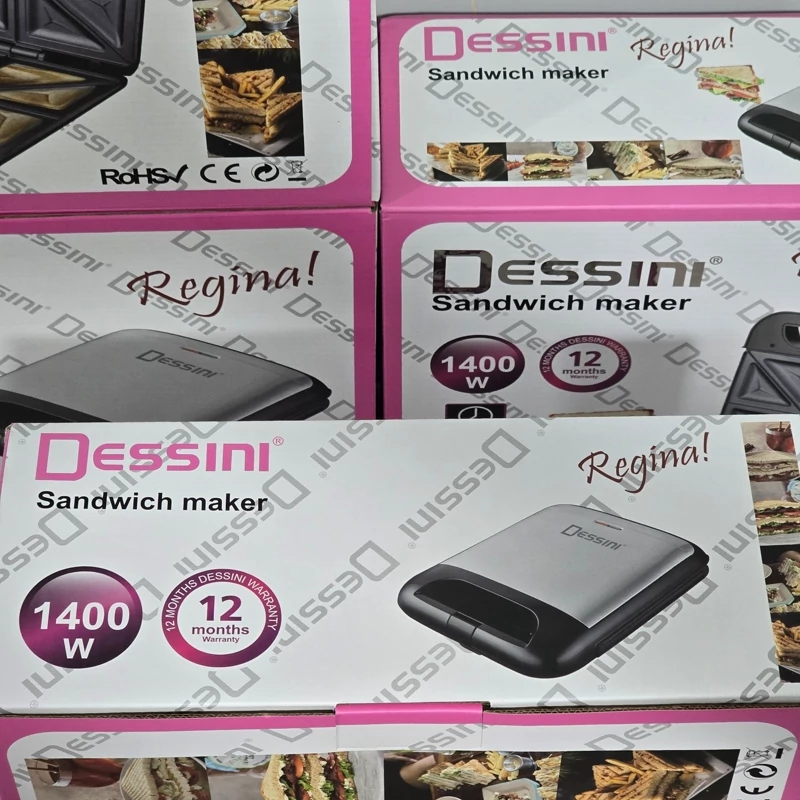 RoHS
CE
DESSINI®
Regina!
Sandwich maker
Regina!
DESSINI
DESSINI®
Sandwich maker
1400
W
12 MONTHS DESSINI WARRANTY
12
months
Warranty
DESSINI®
Sandwich maker
Regina!
DESSINI
1400
W
12 MONTHS DESSINI WARRANTY
12
months
Warranty
CE